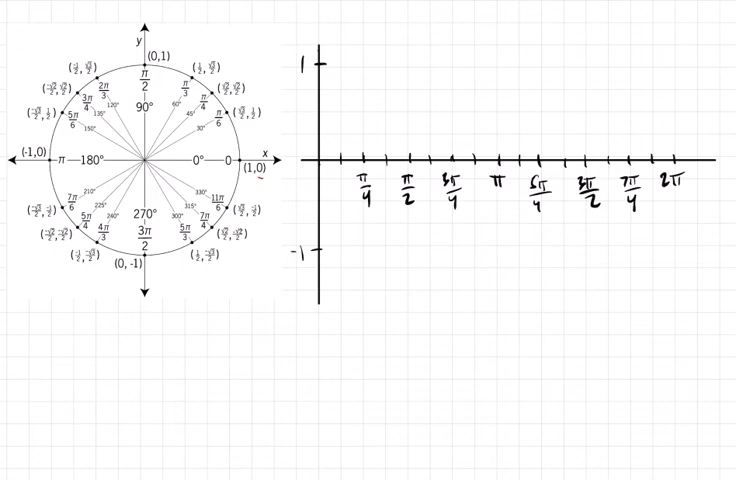 y
(0,1)
(-1/2, √3/2) π/2 (1/2, √3/2)
(-√2/2, √2/2) 2π/3 π/3 (√2/2, √2/2)
3π/4 120° 90° 60° π/4
(-√3/2, 1/2) 5π/6 135° 45° π/6 (√3/2, 1/2)
150° 30°
(-1,0) π 180° 0° 0 x
(1,0)
210° 330°
7π/6 225° 270° 315° 11π/6
(-√3/2, -1/2) 5π/4 240° 300° 7π/4 (√3/2, -1/2)
(-√2/2, -√2/2) 4π/3 3π/2 5π/3 (√2/2, -√2/2)
(-1/2, -√3/2) (0, -1) (1/2, -√3/2)
1
π/4 π/2 3π/4 π 5π/4 3π/2 7π/4 2π
-1